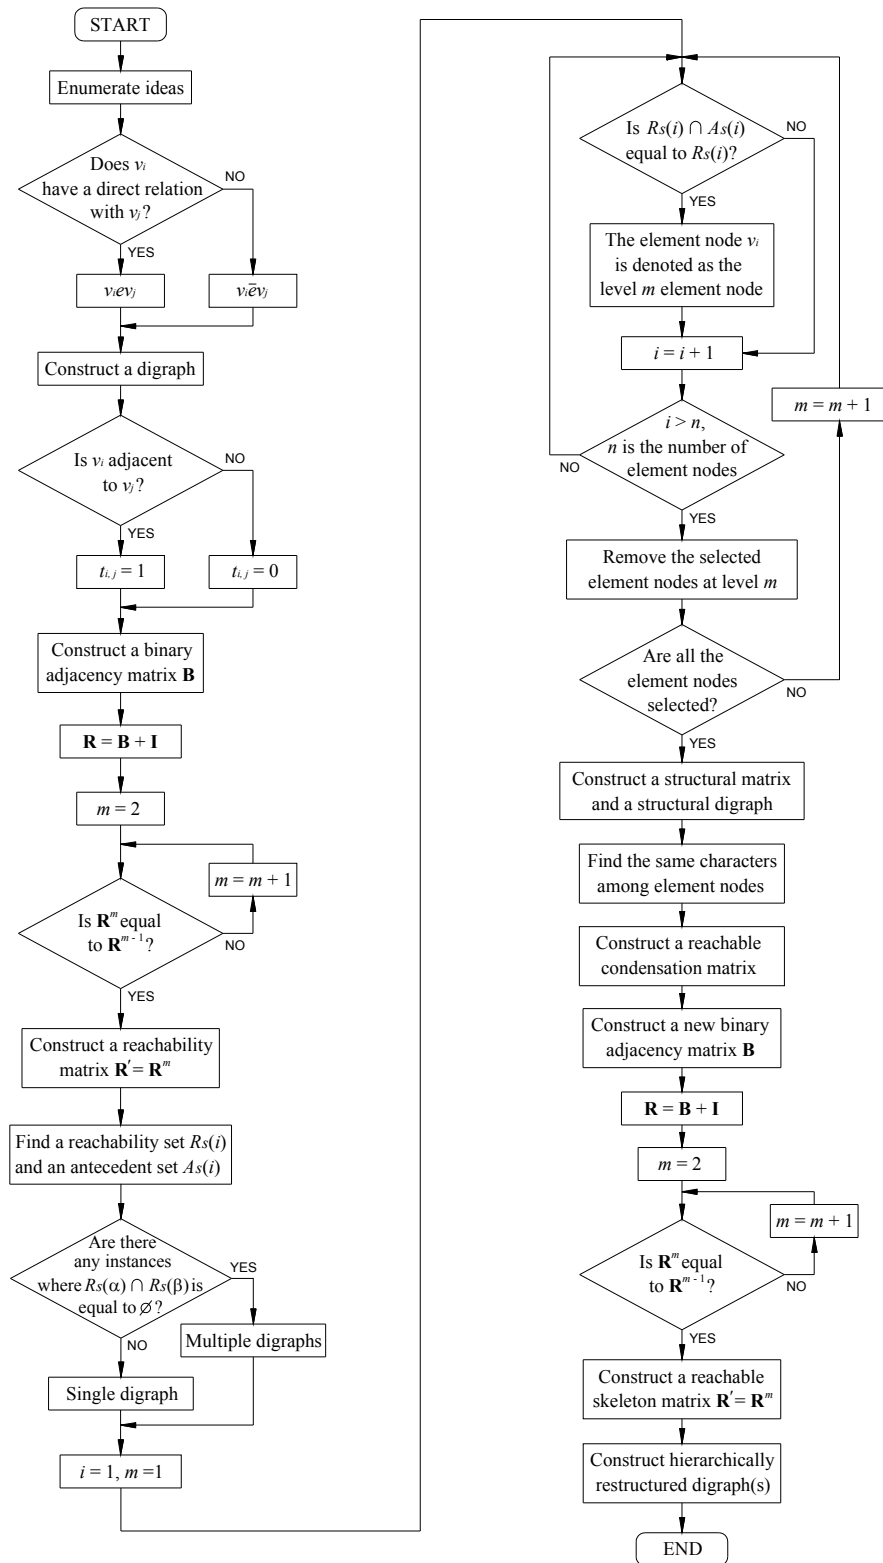 START
Enumerate ideas
Does vᵢ
have a direct relation
with vⱼ?
NO
YES
vᵢevⱼ
vᵢēvⱼ
Construct a digraph
Is vᵢ adjacent
to vⱼ?
NO
YES
tᵢ,ⱼ = 1
tᵢ,ⱼ = 0
Construct a binary
adjacency matrix B
R = B + I
m = 2
m = m + 1
Is Rᵐ equal
to Rᵐ⁻¹?
NO
YES
Construct a reachability
matrix R′= Rᵐ
Find a reachability set Rs(i)
and an antecedent set As(i)
Are there
any instances
where Rs(α) ∩ Rs(β) is
equal to ∅?
YES
NO
Multiple digraphs
Single digraph
i = 1, m =1
Is Rs(i) ∩ As(i)
equal to Rs(i)?
NO
YES
The element node vᵢ
is denoted as the
level m element node
i = i + 1
m = m + 1
i > n,
n is the number of
element nodes
NO
YES
Remove the selected
element nodes at level m
Are all the
element nodes
selected?
NO
YES
Construct a structural matrix
and a structural digraph
Find the same characters
among element nodes
Construct a reachable
condensation matrix
Construct a new binary
adjacency matrix B
R = B + I
m = 2
m = m + 1
Is Rᵐ equal
to Rᵐ⁻¹?
NO
YES
Construct a reachable
skeleton matrix R′= Rᵐ
Construct hierarchically
restructured digraph(s)
END